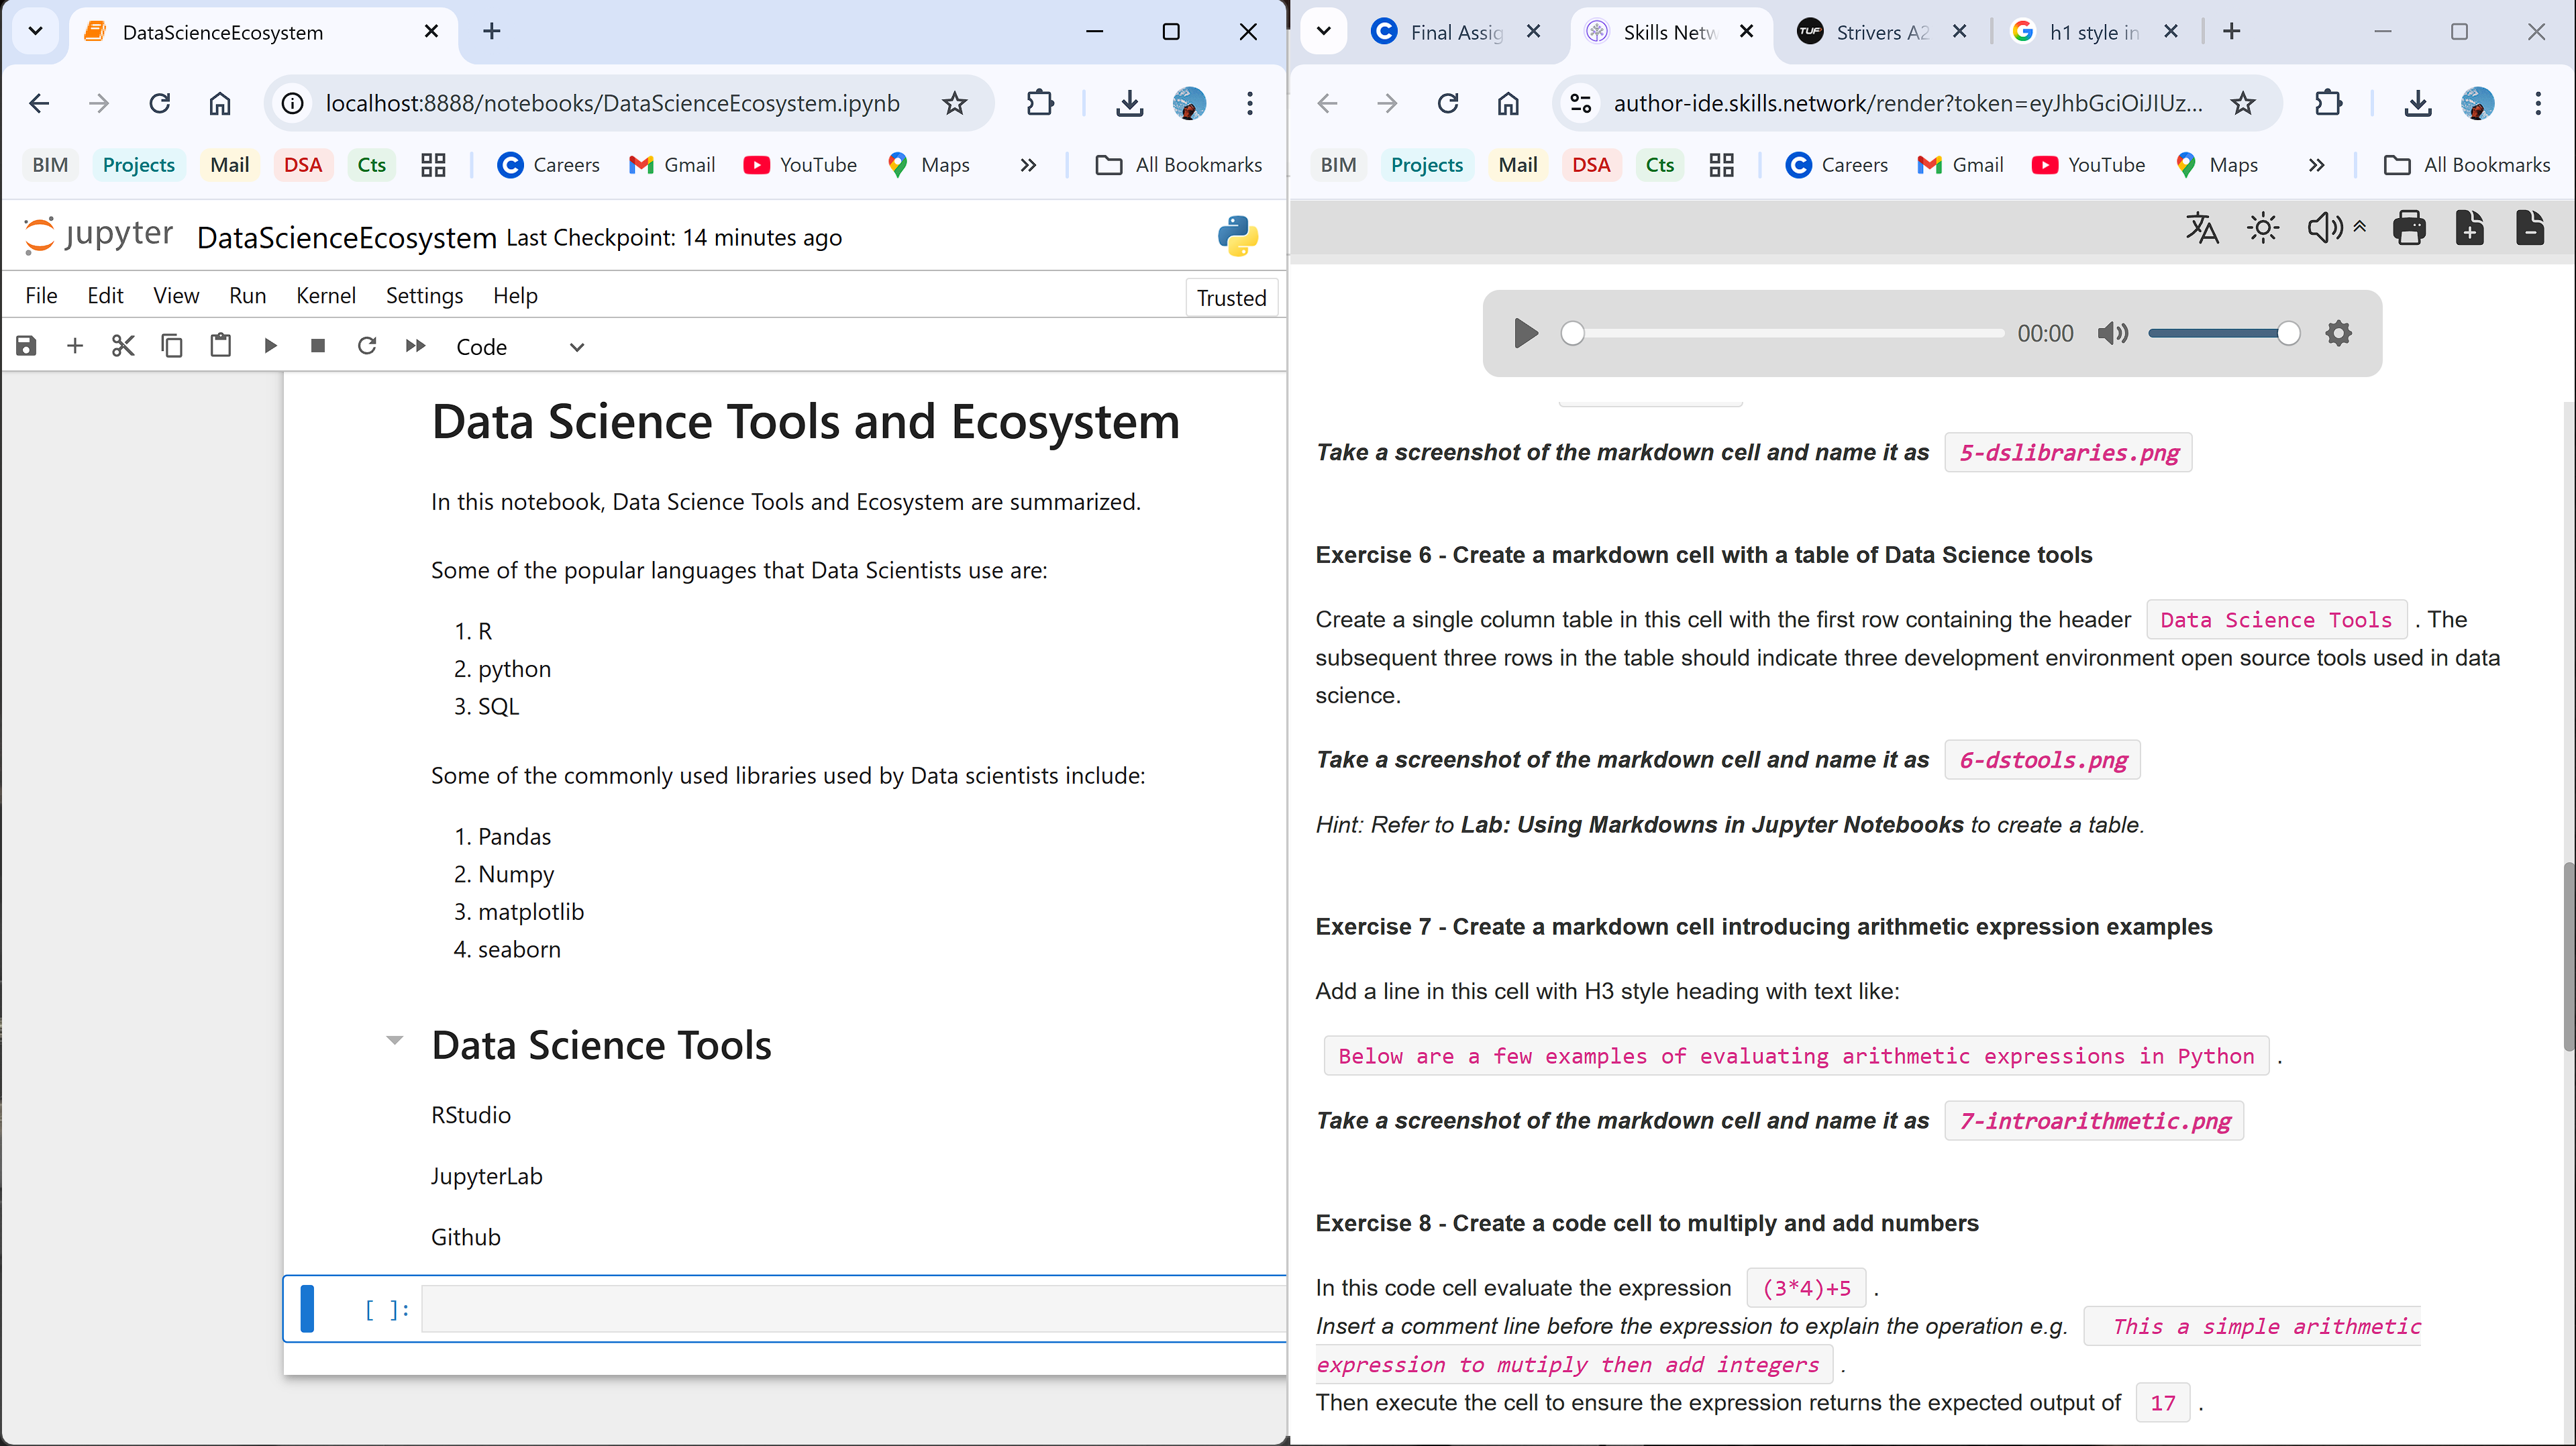 DataScienceEcosystem
localhost:8888/notebooks/DataScienceEcosystem.ipynb
BIM Projects Mail DSA Cts Careers Gmail YouTube Maps All Bookmarks
jupyter DataScienceEcosystem Last Checkpoint: 14 minutes ago
File Edit View Run Kernel Settings Help Trusted
Code
Data Science Tools and Ecosystem
In this notebook, Data Science Tools and Ecosystem are summarized.
Some of the popular languages that Data Scientists use are:
1. R
2. python
3. SQL
Some of the commonly used libraries used by Data scientists include:
1. Pandas
2. Numpy
3. matplotlib
4. seaborn
Data Science Tools
RStudio
JupyterLab
Github
[ ]:
Final Assig Skills Netw TUF Strivers A2 h1 style in
author-ide.skills.network/render?token=eyJhbGciOiJIUz...
BIM Projects Mail DSA Cts Careers Gmail YouTube Maps All Bookmarks
00:00
Take a screenshot of the markdown cell and name it as 5-dslibraries.png
Exercise 6 - Create a markdown cell with a table of Data Science tools
Create a single column table in this cell with the first row containing the header Data Science Tools . The
subsequent three rows in the table should indicate three development environment open source tools used in data
science.
Take a screenshot of the markdown cell and name it as 6-dstools.png
Hint: Refer to Lab: Using Markdowns in Jupyter Notebooks to create a table.
Exercise 7 - Create a markdown cell introducing arithmetic expression examples
Add a line in this cell with H3 style heading with text like:
Below are a few examples of evaluating arithmetic expressions in Python .
Take a screenshot of the markdown cell and name it as 7-introarithmetic.png
Exercise 8 - Create a code cell to multiply and add numbers
In this code cell evaluate the expression (3*4)+5 .
Insert a comment line before the expression to explain the operation e.g. This a simple arithmetic
expression to mutiply then add integers .
Then execute the cell to ensure the expression returns the expected output of 17 .